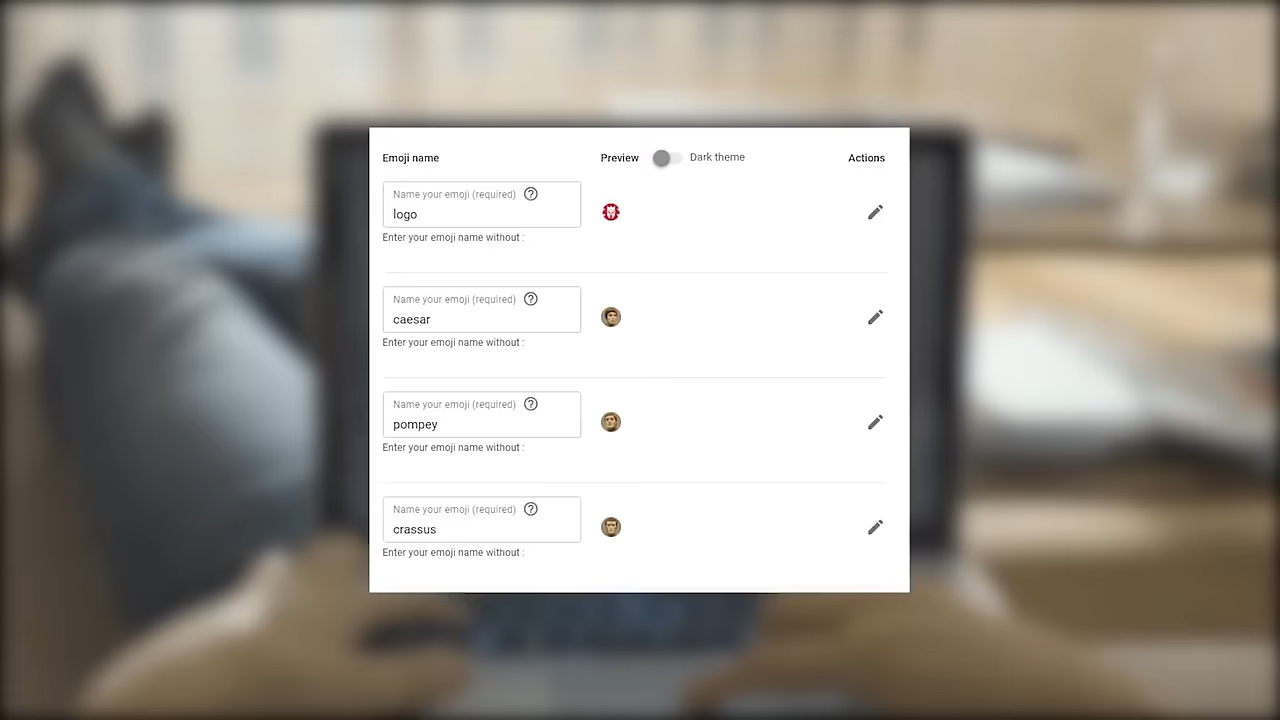 Emoji name Preview Dark theme Actions
Name your emoji (required) ?
logo
Enter your emoji name without :
Name your emoji (required) ?
caesar
Enter your emoji name without :
Name your emoji (required) ?
pompey
Enter your emoji name without :
Name your emoji (required) ?
crassus
Enter your emoji name without :